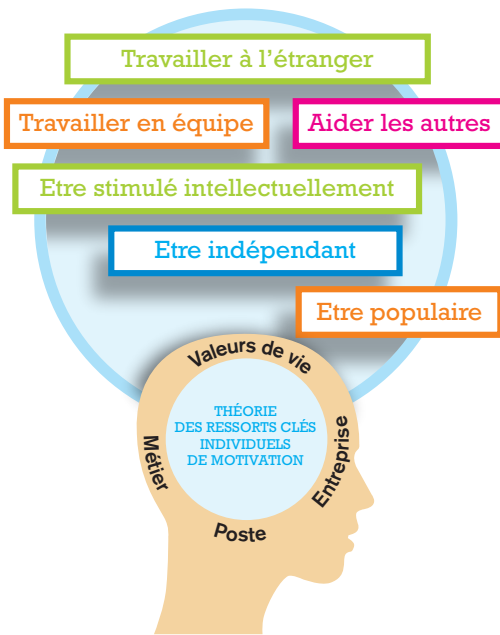 Travailler à l'étranger
Travailler en équipe
Aider les autres
Etre stimulé intellectuellement
Etre indépendant
Etre populaire
Valeurs de vie
THÉORIE
DES RESSORTS CLÉS
INDIVIDUELS
DE MOTIVATION
Métier
Entreprise
Poste